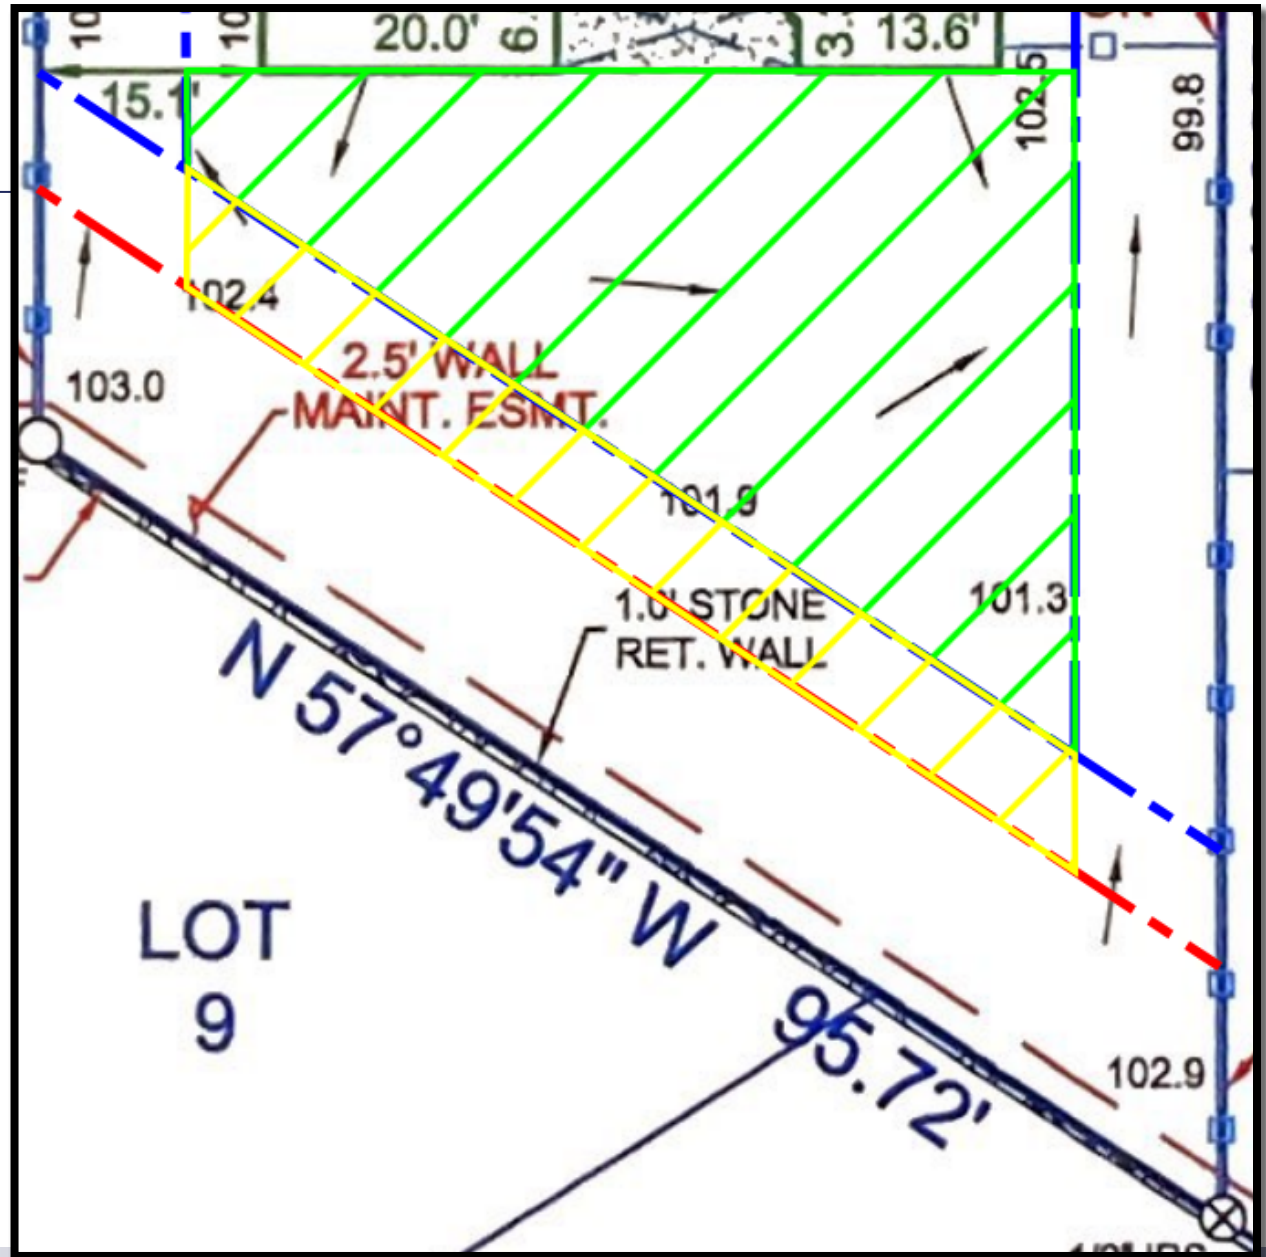 20.0'
13.6'
15.1'
102.5
99.8
102.4
2.5' WALL
MAINT. ESMT.
103.0
101.9
101.3
1.0' STONE
RET. WALL
N 57°49'54" W 95.72'
LOT
9
102.9